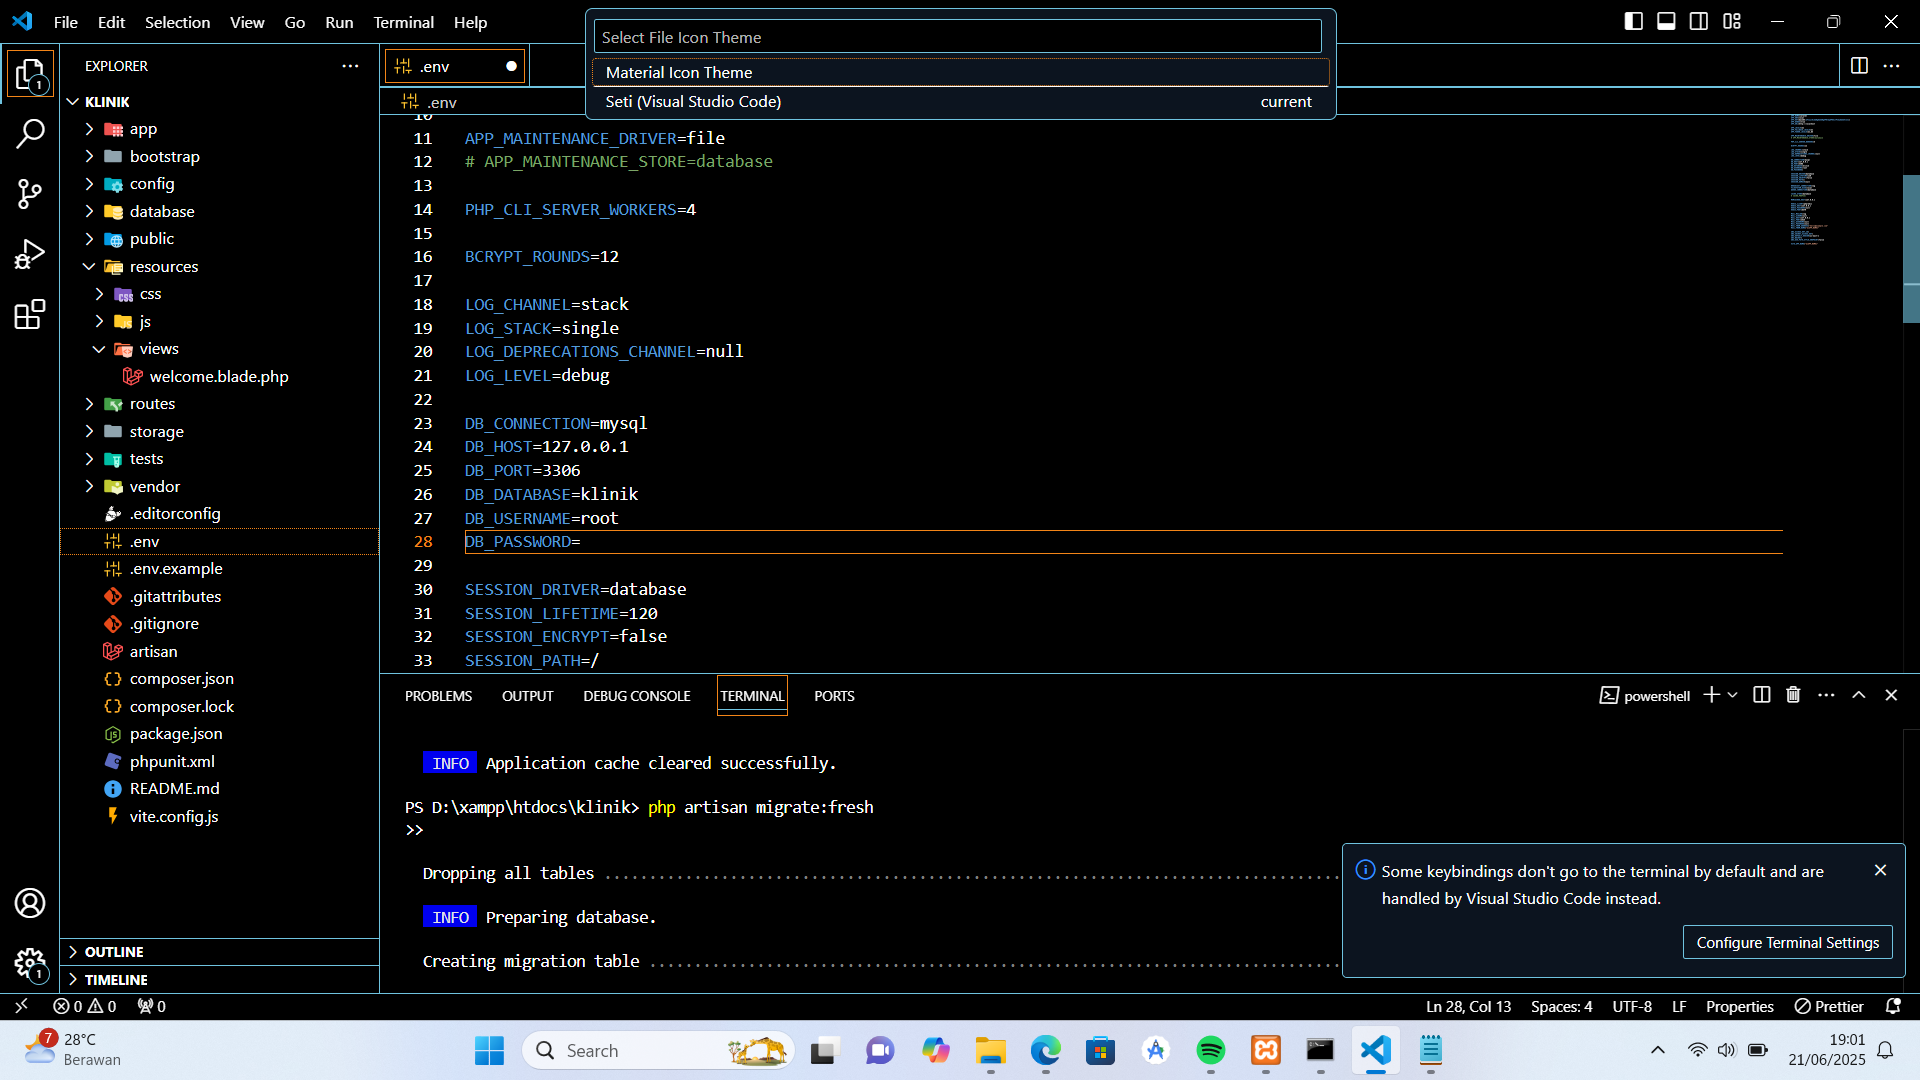 File Edit Selection View Go Run Terminal Help
Select File Icon Theme
Material Icon Theme
Seti (Visual Studio Code) current
1
EXPLORER
KLINIK
app
bootstrap
config
database
public
resources
css
js
views
welcome.blade.php
routes
storage
tests
vendor
.editorconfig
.env
.env.example
.gitattributes
.gitignore
artisan
composer.json
composer.lock
package.json
phpunit.xml
README.md
vite.config.js
OUTLINE
TIMELINE
1
.env
.env
10
11 APP_MAINTENANCE_DRIVER=file
12 # APP_MAINTENANCE_STORE=database
13
14 PHP_CLI_SERVER_WORKERS=4
15
16 BCRYPT_ROUNDS=12
17
18 LOG_CHANNEL=stack
19 LOG_STACK=single
20 LOG_DEPRECATIONS_CHANNEL=null
21 LOG_LEVEL=debug
22
23 DB_CONNECTION=mysql
24 DB_HOST=127.0.0.1
25 DB_PORT=3306
26 DB_DATABASE=klinik
27 DB_USERNAME=root
28 DB_PASSWORD=
29
30 SESSION_DRIVER=database
31 SESSION_LIFETIME=120
32 SESSION_ENCRYPT=false
33 SESSION_PATH=/
PROBLEMS OUTPUT DEBUG CONSOLE TERMINAL PORTS
powershell
INFO Application cache cleared successfully.
PS D:\xampp\htdocs\klinik> php artisan migrate:fresh
>>
Dropping all tables
INFO Preparing database.
Creating migration table
Some keybindings don't go to the terminal by default and are
handled by Visual Studio Code instead.
Configure Terminal Settings
0 0 0
Ln 28, Col 13 Spaces: 4 UTF-8 LF Properties Prettier
7
28°C
Berawan
Search
19:01
21/06/2025